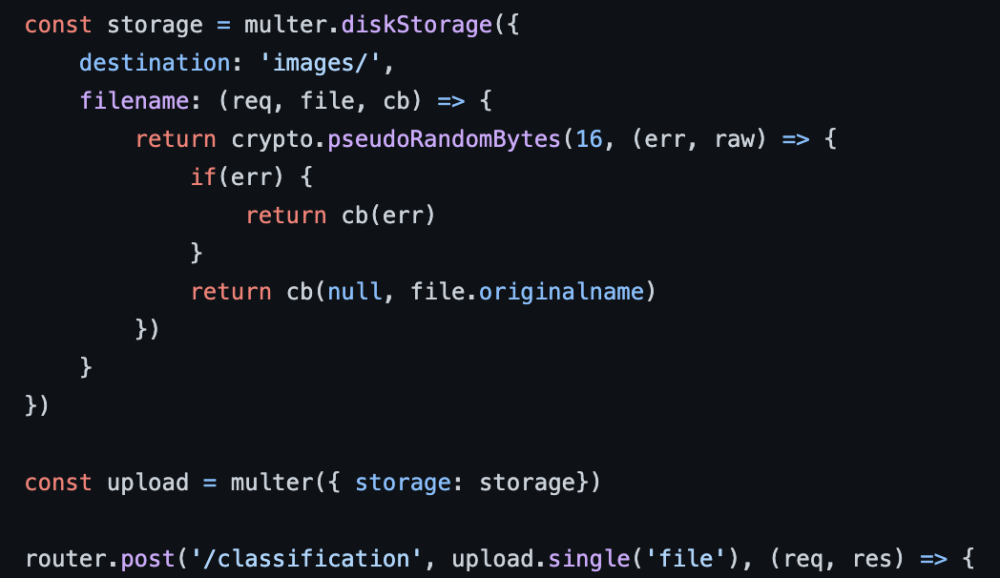 const storage = multer.diskStorage({
    destination: 'images/',
    filename: (req, file, cb) => {
        return crypto.pseudoRandomBytes(16, (err, raw) => {
            if(err) {
                return cb(err)
            }
            return cb(null, file.originalname)
        })
    }
})

const upload = multer({ storage: storage})

router.post('/classification', upload.single('file'), (req, res) => {